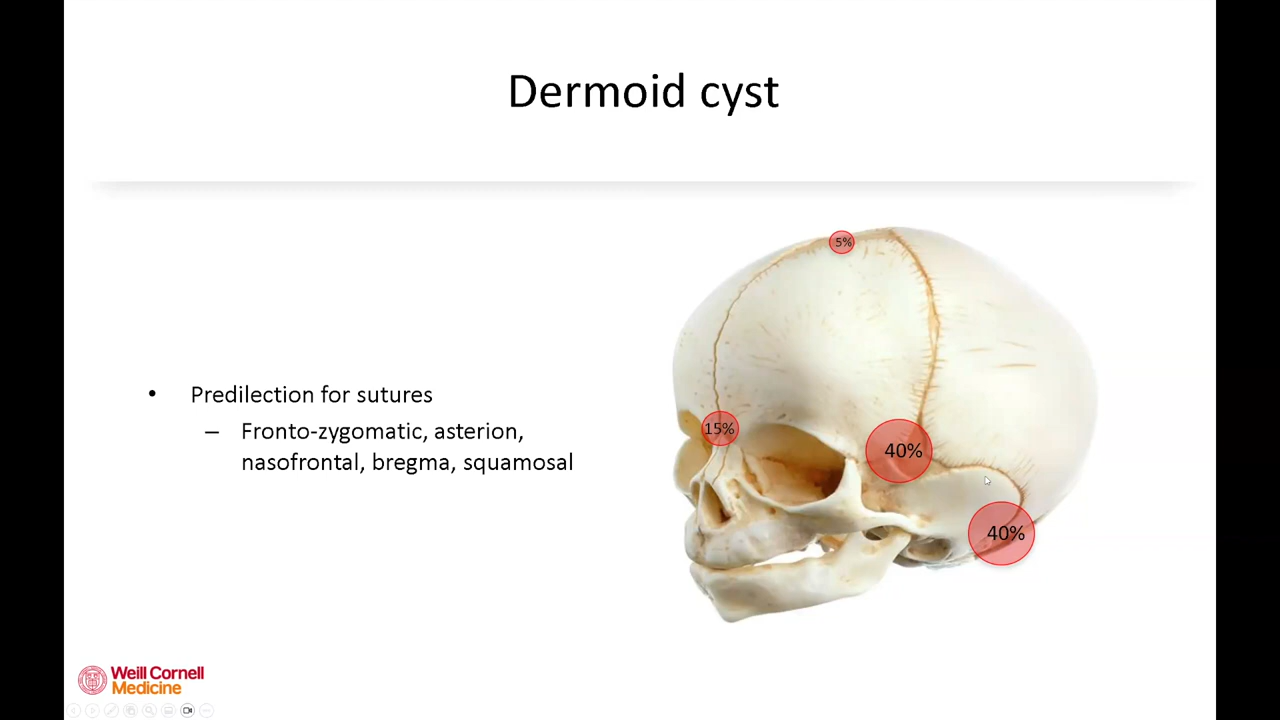 Dermoid cyst
5%
15%
40%
40%
• Predilection for sutures
– Fronto-zygomatic, asterion,
nasofrontal, bregma, squamosal
Weill Cornell
Medicine